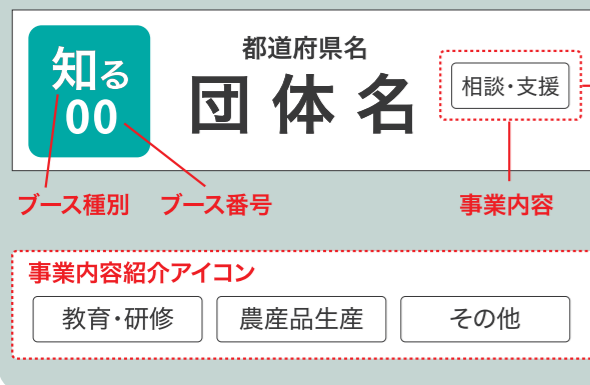 知る
00
都道府県名
団体名
相談・支援
ブース種別
ブース番号
事業内容
事業内容紹介アイコン
教育・研修
農産品生産
その他